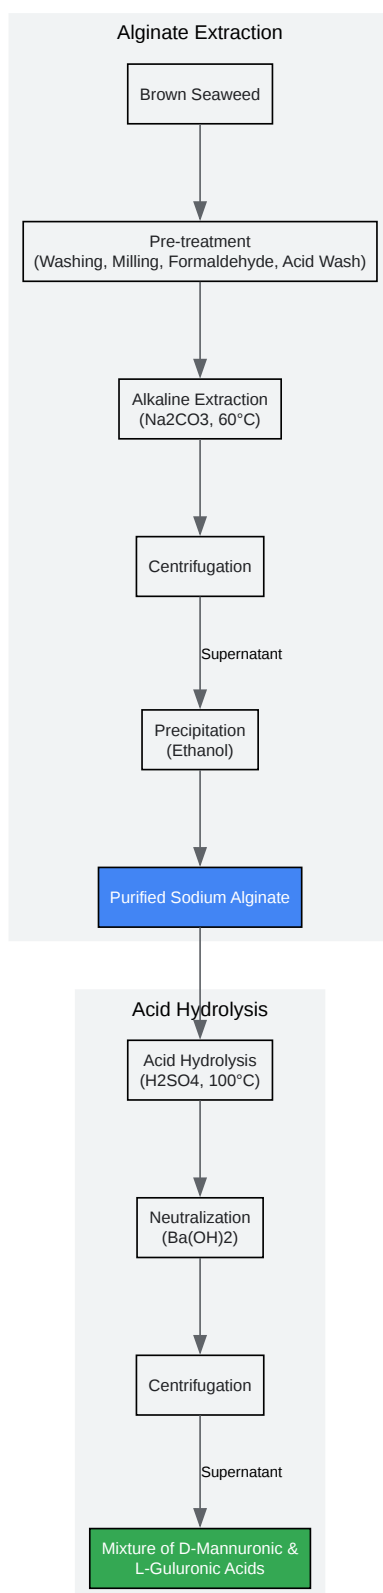 Alginate Extraction
Brown Seaweed
Pre-treatment
(Washing, Milling, Formaldehyde, Acid Wash)
Alkaline Extraction
(Na2CO3, 60°C)
Centrifugation
Supernatant
Precipitation
(Ethanol)
Purified Sodium Alginate
Acid Hydrolysis
Acid Hydrolysis
(H2SO4, 100°C)
Neutralization
(Ba(OH)2)
Centrifugation
Supernatant
Mixture of D-Mannuronic &
L-Guluronic Acids